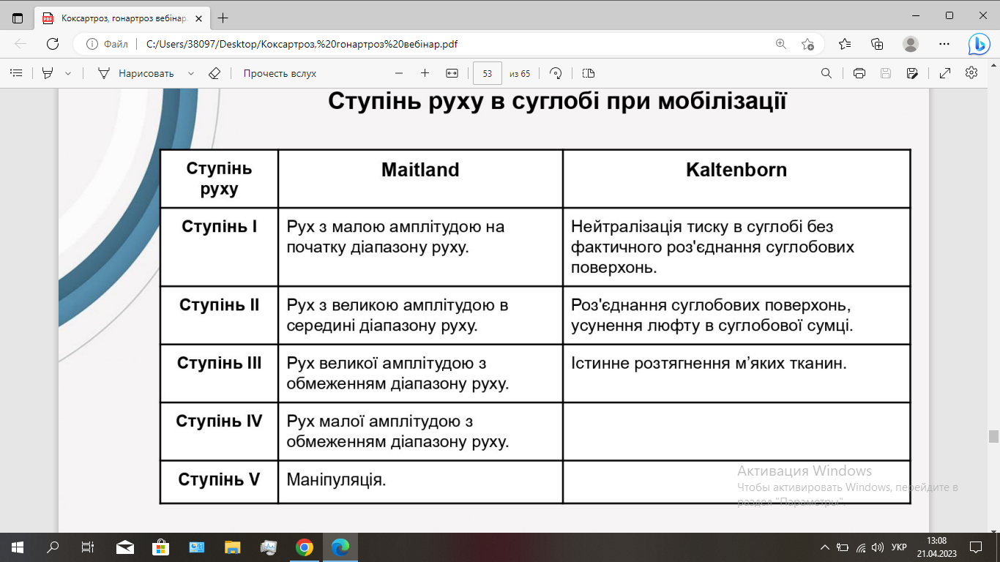 Коксартроз, гонартроз вебінар.
Файл
C:/Users/38097/Desktop/Коксартроз,%20гонартроз%20вебінар.pdf
Нарисовать
Прочесть вслух
53
из 65
Ступінь руху в суглобі при мобілізації
Ступінь
руху
Maitland
Kaltenborn
Ступінь I
Рух з малою амплітудою на
початку діапазону руху.
Нейтралізація тиску в суглобі без
фактичного роз'єднання суглобових
поверхонь.
Ступінь II
Рух з великою амплітудою в
середині діапазону руху.
Роз'єднання суглобових поверхонь,
усунення люфту в суглобової сумці.
Ступінь III
Рух великої амплітудою з
обмеженням діапазону руху.
Істинне розтягнення м’яких тканин.
Ступінь IV
Рух малої амплітудою з
обмеженням діапазону руху.
Ступінь V
Маніпуляція.
Активация Windows
Чтобы активировать Windows, перейдите в
раздел "Параметры".
УКР
13:08
21.04.2023